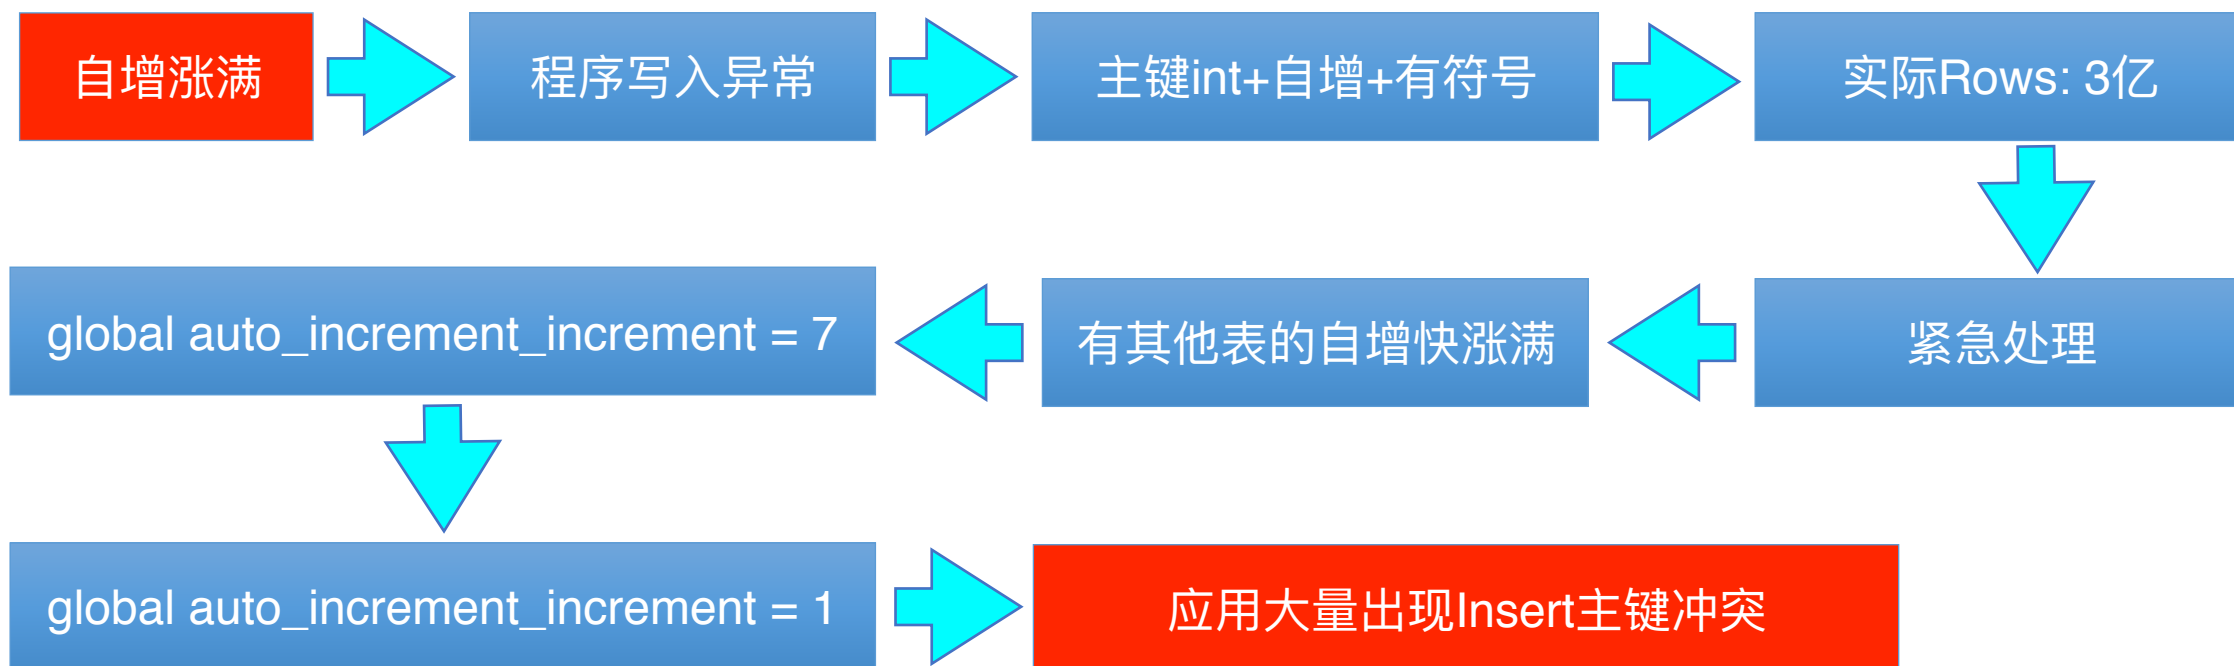 自增涨满
程序写入异常
主键int+自增+有符号
实际Rows: 3亿
紧急处理
有其他表的自增快涨满
global auto_increment_increment = 7
global auto_increment_increment = 1
应用大量出现Insert主键冲突